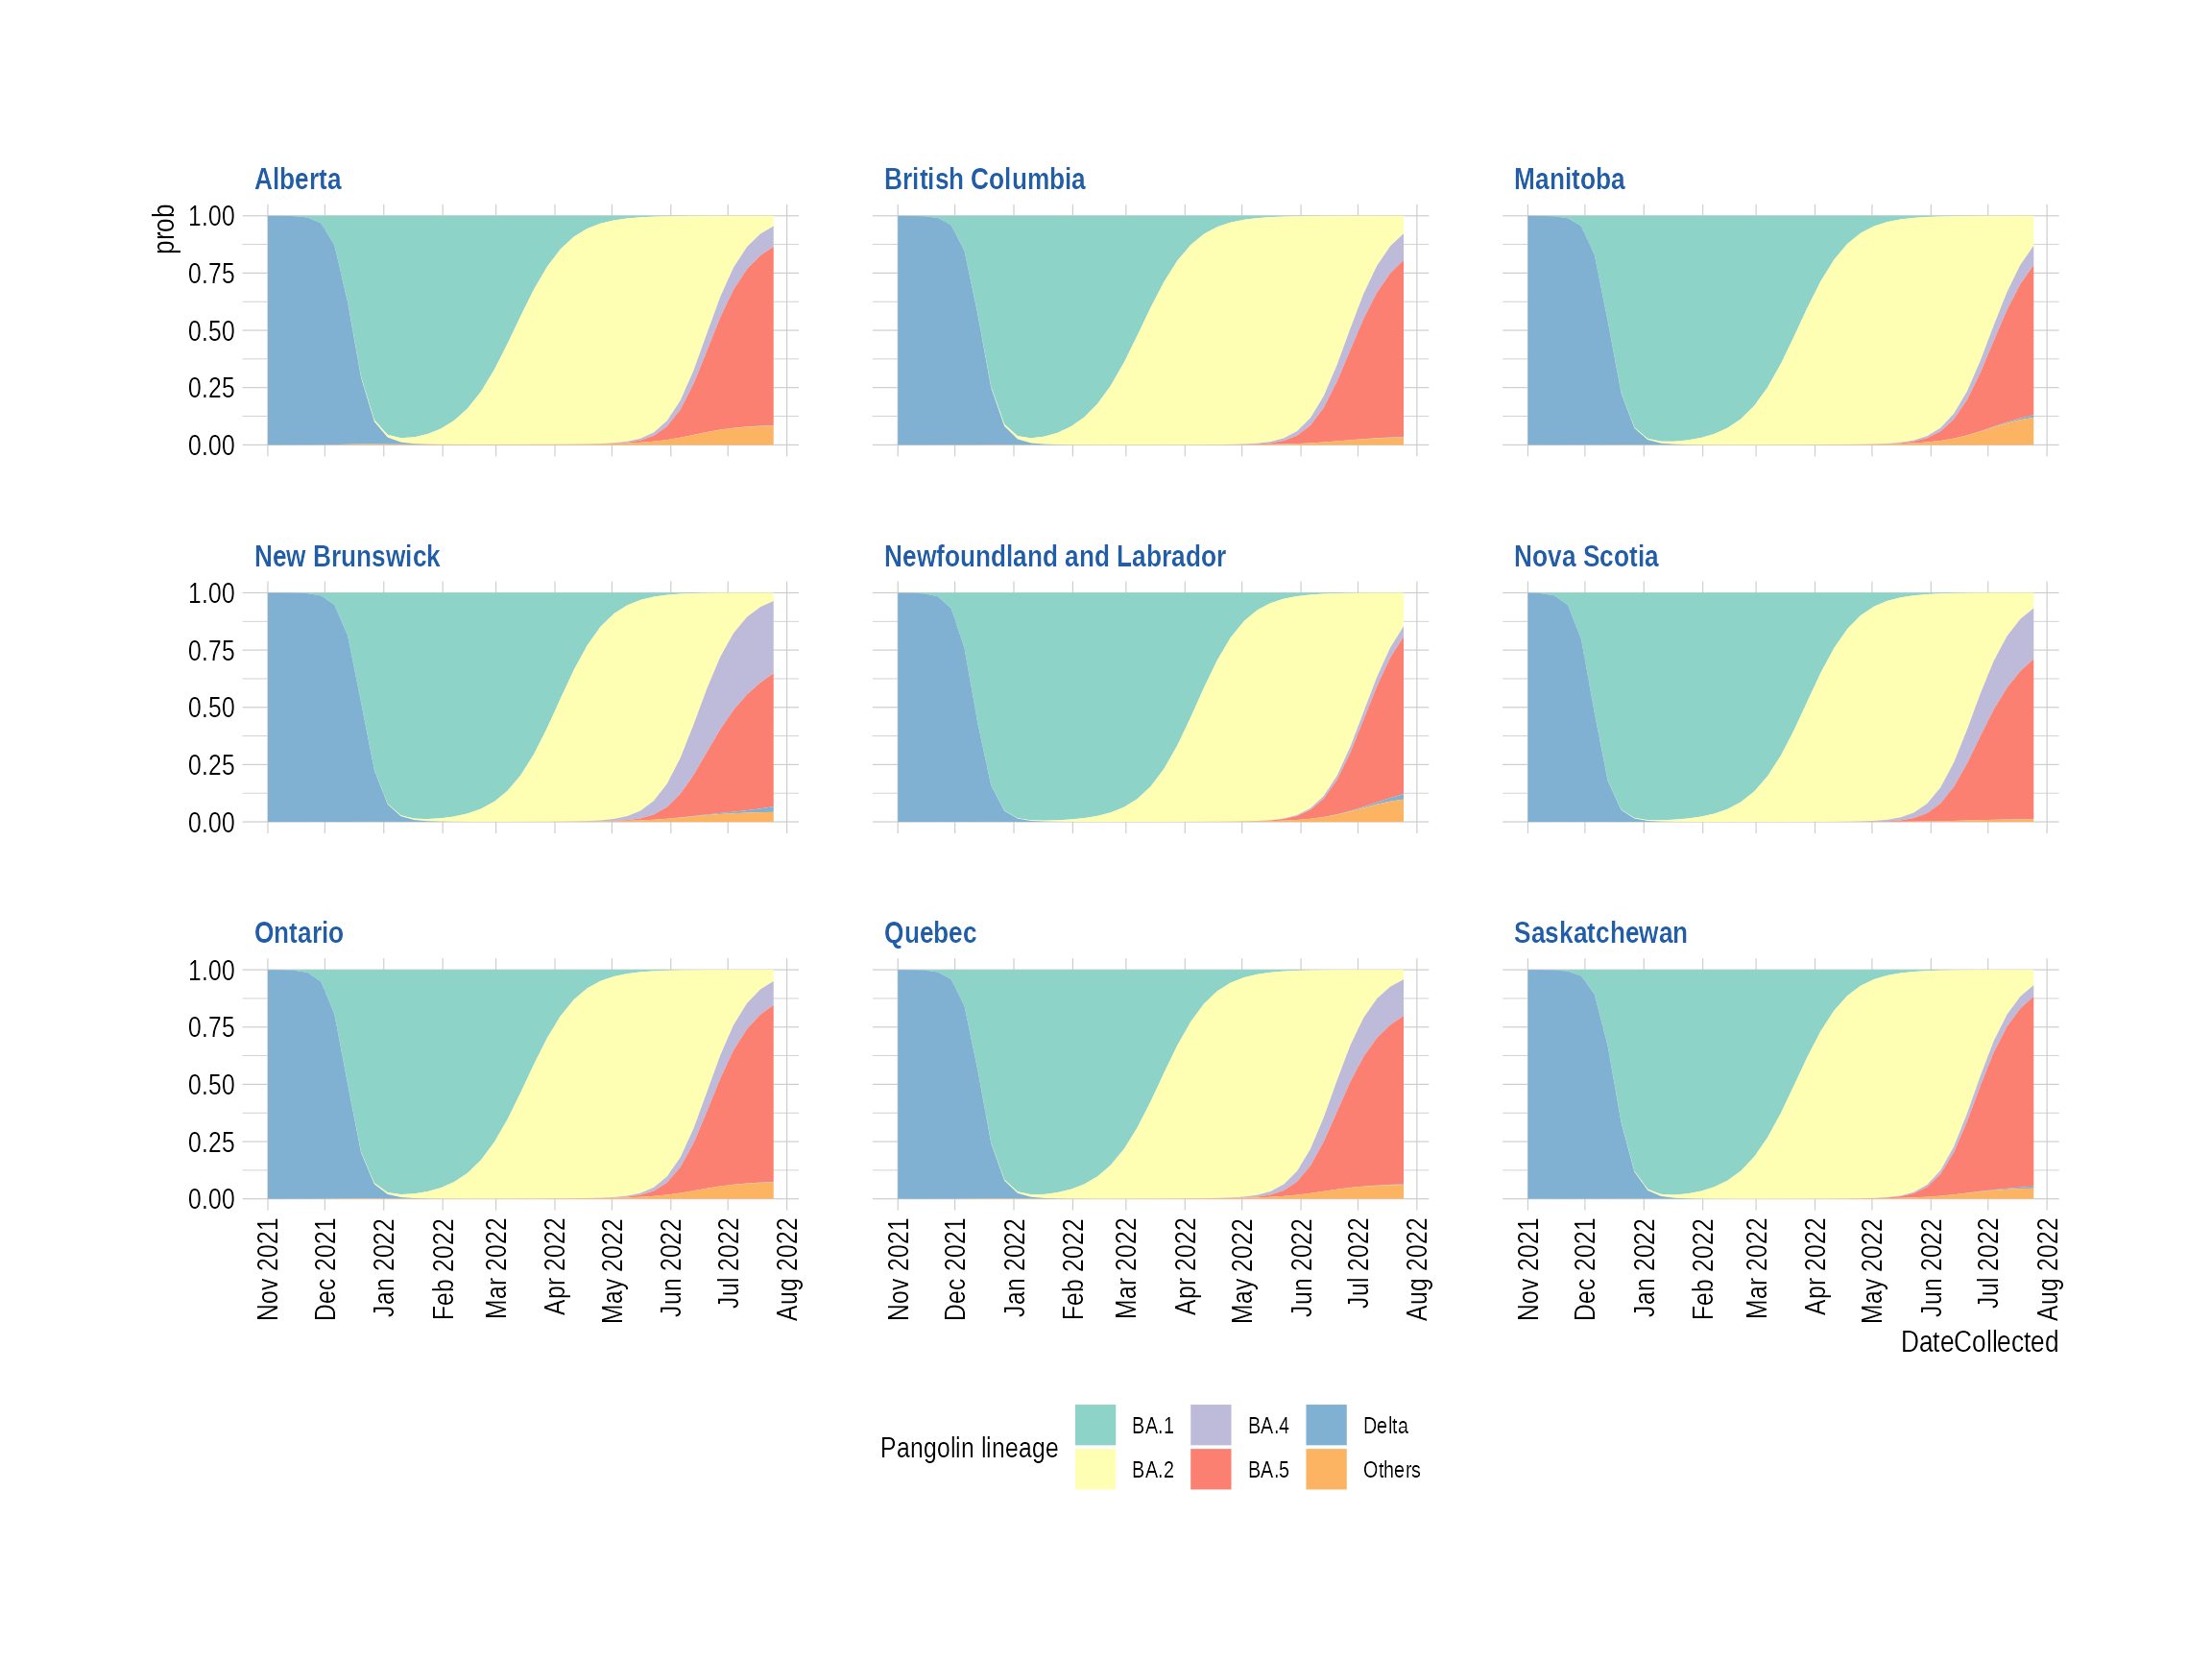 Alberta
British Columbia
Manitoba
prob
1.00
0.75
0.50
0.25
0.00
New Brunswick
Newfoundland and Labrador
Nova Scotia
1.00
0.75
0.50
0.25
0.00
Ontario
Quebec
Saskatchewan
1.00
0.75
0.50
0.25
0.00
Nov 2021
Dec 2021
Jan 2022
Feb 2022
Mar 2022
Apr 2022
May 2022
Jun 2022
Jul 2022
Aug 2022
Nov 2021
Dec 2021
Jan 2022
Feb 2022
Mar 2022
Apr 2022
May 2022
Jun 2022
Jul 2022
Aug 2022
Nov 2021
Dec 2021
Jan 2022
Feb 2022
Mar 2022
Apr 2022
May 2022
Jun 2022
Jul 2022
Aug 2022
DateCollected
Pangolin lineage
BA.1
BA.4
Delta
BA.2
BA.5
Others